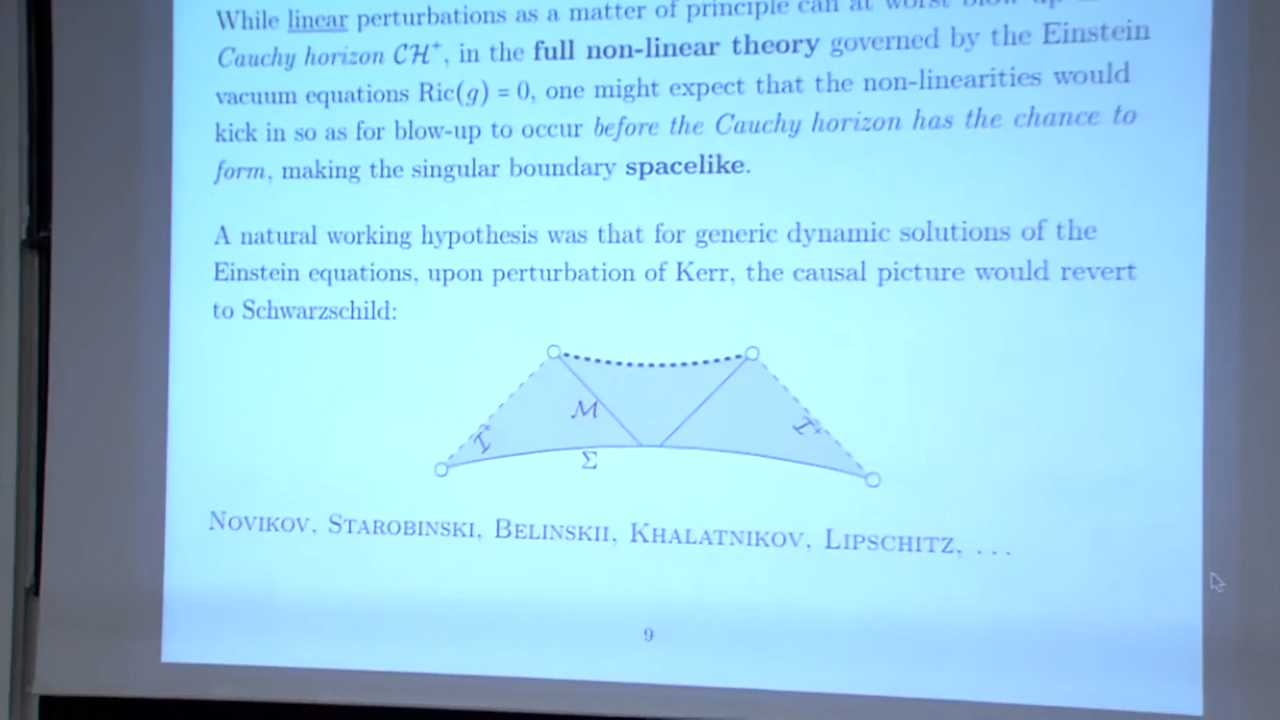 While linear perturbations as a matter of principle can at worst blow up
Cauchy horizon CH⁺, in the full non-linear theory governed by the Einstein
vacuum equations Ric(g) = 0, one might expect that the non-linearities would
kick in so as for blow-up to occur before the Cauchy horizon has the chance to
form, making the singular boundary spacelike.
A natural working hypothesis was that for generic dynamic solutions of the
Einstein equations, upon perturbation of Kerr, the causal picture would revert
to Schwarzschild:
M
I⁺
I⁺
Σ
NOVIKOV, STAROBINSKI, BELINSKII, KHALATNIKOV, LIPSCHITZ, ...
9